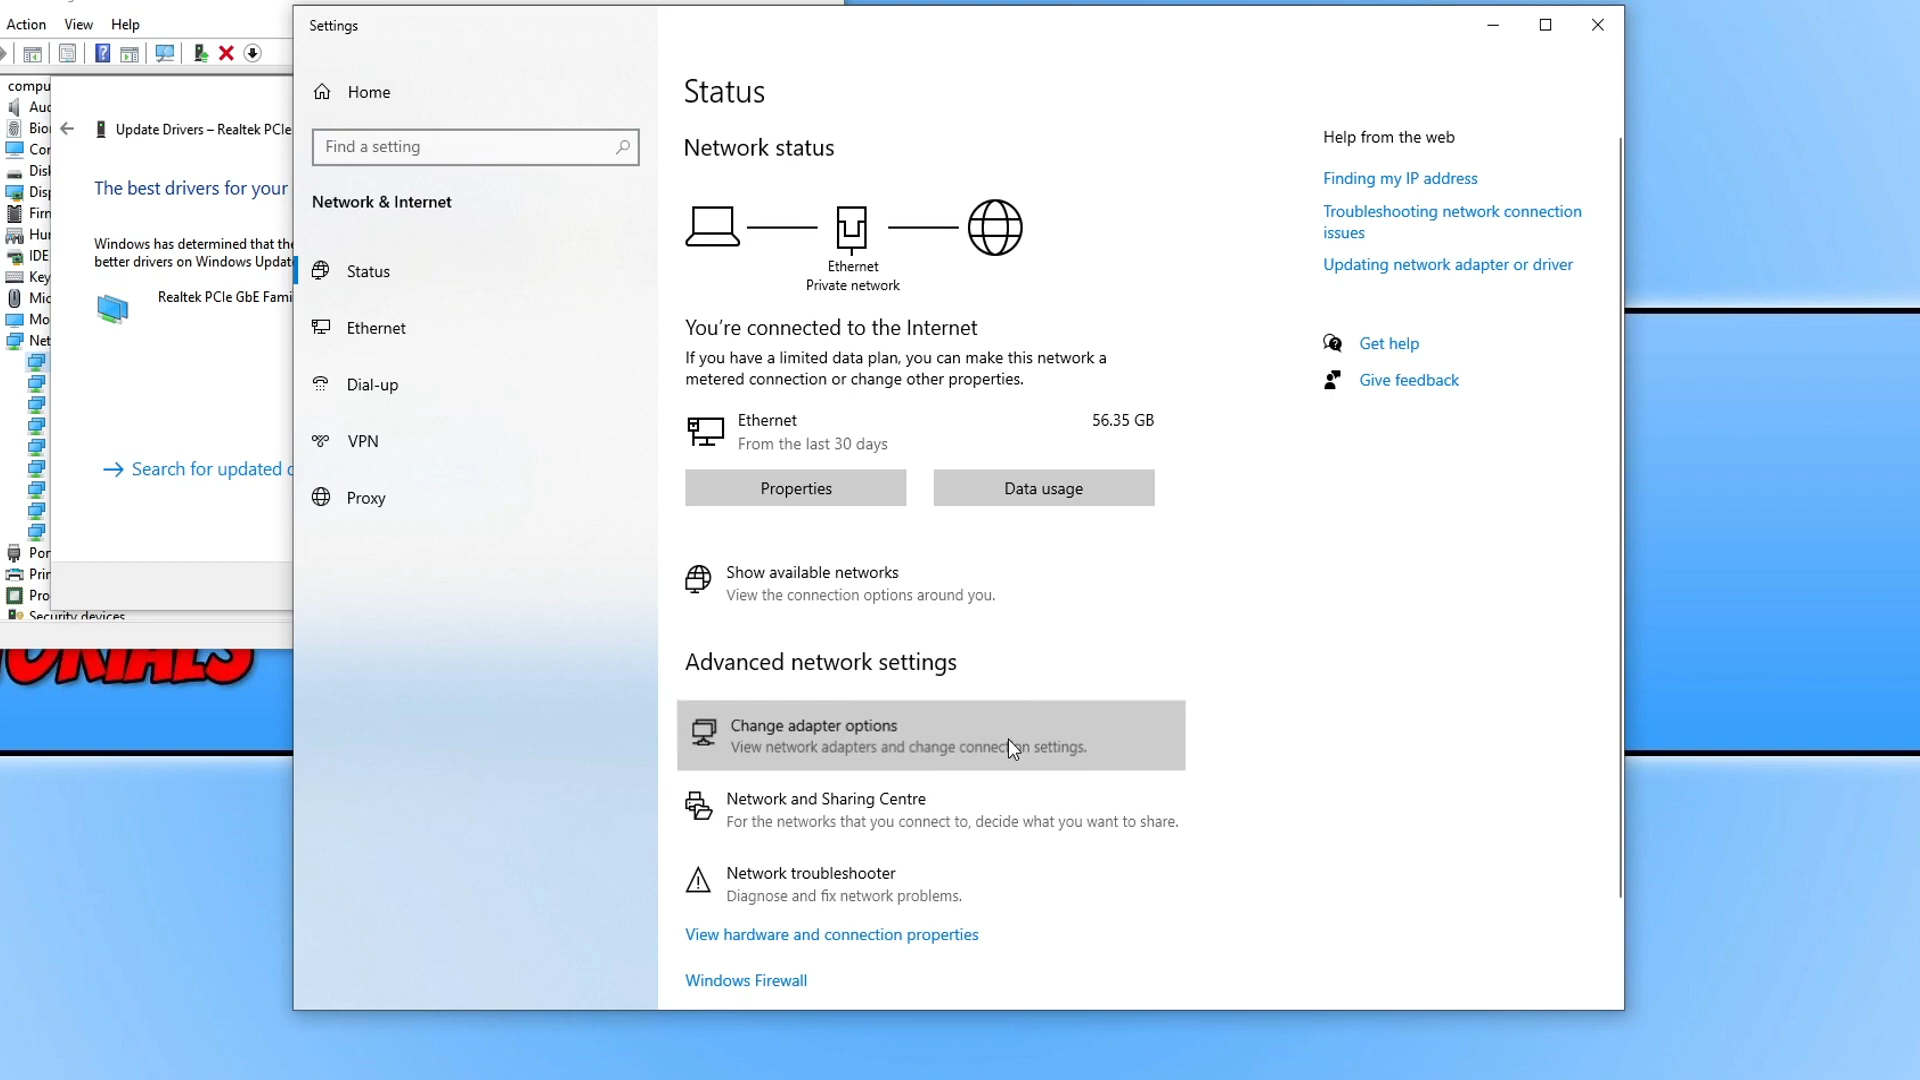 Action View Help
compu
Auc
Bior
Cor
Disk
Disp
Firn
Hur
IDE
Key
Mic
Mo
Net
Por
Prir
Pro
Security devices
Update Drivers – Realtek PCIe
The best drivers for your
Windows has determined that the
better drivers on Windows Updat
Realtek PCIe GbE Fami
Search for updated d
TORIALS
Settings
Home
Find a setting
Network & Internet
Status
Ethernet
Dial-up
VPN
Proxy
Status
Network status
Ethernet
Private network
You're connected to the Internet
If you have a limited data plan, you can make this network a
metered connection or change other properties.
Ethernet 56.35 GB
From the last 30 days
Properties Data usage
Show available networks
View the connection options around you.
Advanced network settings
Change adapter options
View network adapters and change connection settings.
Network and Sharing Centre
For the networks that you connect to, decide what you want to share.
Network troubleshooter
Diagnose and fix network problems.
View hardware and connection properties
Windows Firewall
Help from the web
Finding my IP address
Troubleshooting network connection
issues
Updating network adapter or driver
Get help
Give feedback